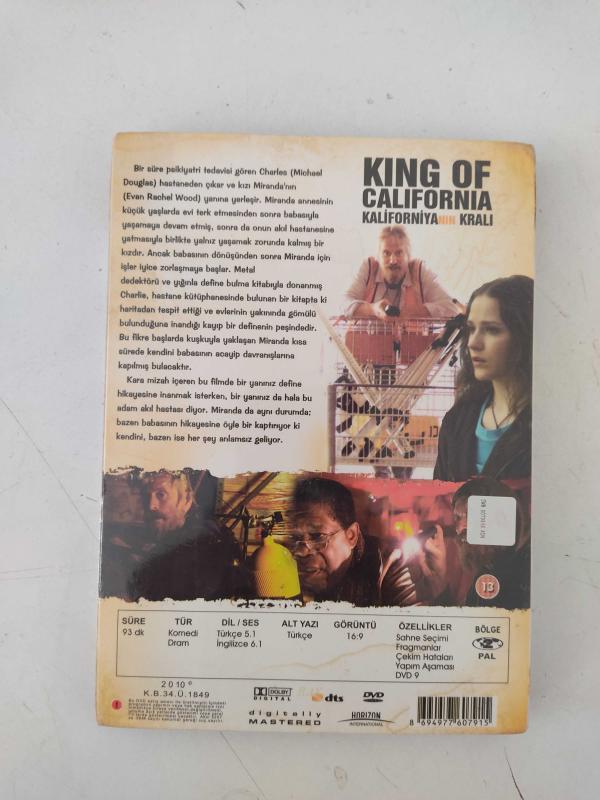 KING OF
CALIFORNIA
KALİFORNİYANIN KRALI
Bir süre psikiyatri tedavisi gören Charles (Michael
Douglas) hastaneden çıkar ve kızı Miranda'nın
(Evan Rachel Wood) yanına yerleşir. Miranda annesinin
küçük yaşlarda evi terk etmesinden sonra babasıyla
yaşamaya devam etmiş, sonra da onun akıl hastanesine
yatmasıyla birlikte yalnız yaşamak zorunda kalmış bir
kızdır. Ancak babasının dönüşünden sonra Miranda için
işler iyice zorlaşmaya başlar. Metal
dedektörü ve yığınla define bulma kitabıyla donanmış
Charlie, hastane kütüphanesinde bulunan bir kitapta ki
haritadan tespit ettiği ve evlerinin yakınında gömülü
bulunduğuna inandığı kayıp bir definenin peşindedir.
Bu fikre başlarda kuşkuyla yaklaşan Miranda kısa
sürede kendini babasının acayip davranışlarına
kapılmış bulacaktır.
Kara mizah içeren bu filmde bir yanınız define
hikayesine inanmak isterken, bir yanınız da hala bu
adam akıl hastası diyor. Miranda da aynı durumda;
bazen babasının hikayesine öyle bir kaptırıyor ki
kendini, bazen ise her şey anlamsız geliyor.
13
SÜRE TÜR DİL / SES ALT YAZI GÖRÜNTÜ ÖZELLİKLER BÖLGE
93 dk Komedi Türkçe 5.1 Türkçe 16:9 Sahne Seçimi 2
Dram İngilizce 6.1 Fragmanlar PAL
Çekim Hataları
Yapım Aşaması
DVD 9
2010
K.B.34.Ü.1849
DOLBY DIGITAL dts DVD
digitally
MASTERED
HORIZON
INTERNATIONAL
8 694977 607915